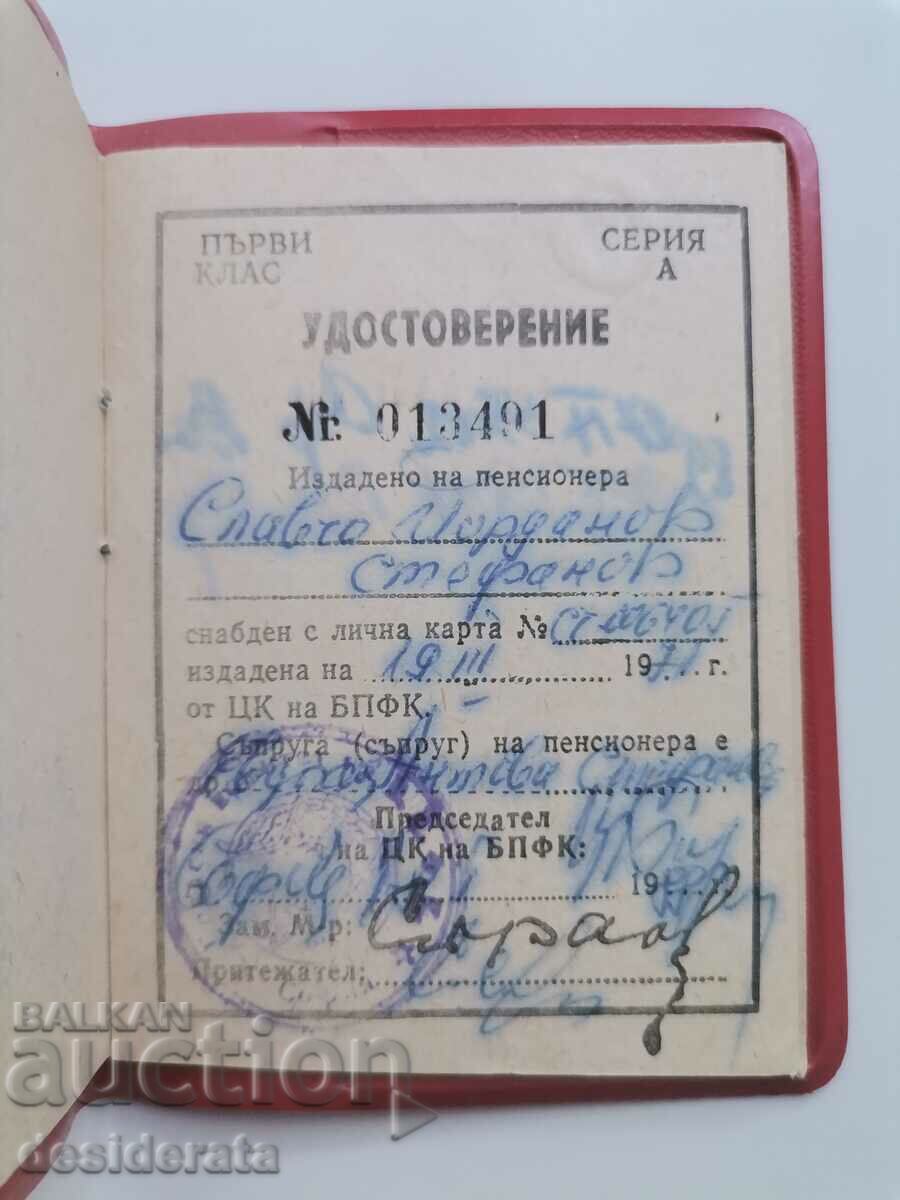 ПЪРВИ КЛАС
СЕРИЯ А
УДОСТОВЕРЕНИЕ
№ 013491
Издадено на пенсионера
Славчо Йорданов
Стефанов
снабден с лична карта №
издадена на 19 III 1971 г.
от ЦК на БПФК.
Съпруга (съпруг) на пенсионера е
Председател
на ЦК на БПФК:
София 19
Зам. М-р:
Притежател:
BALKAN
auction
desiderata